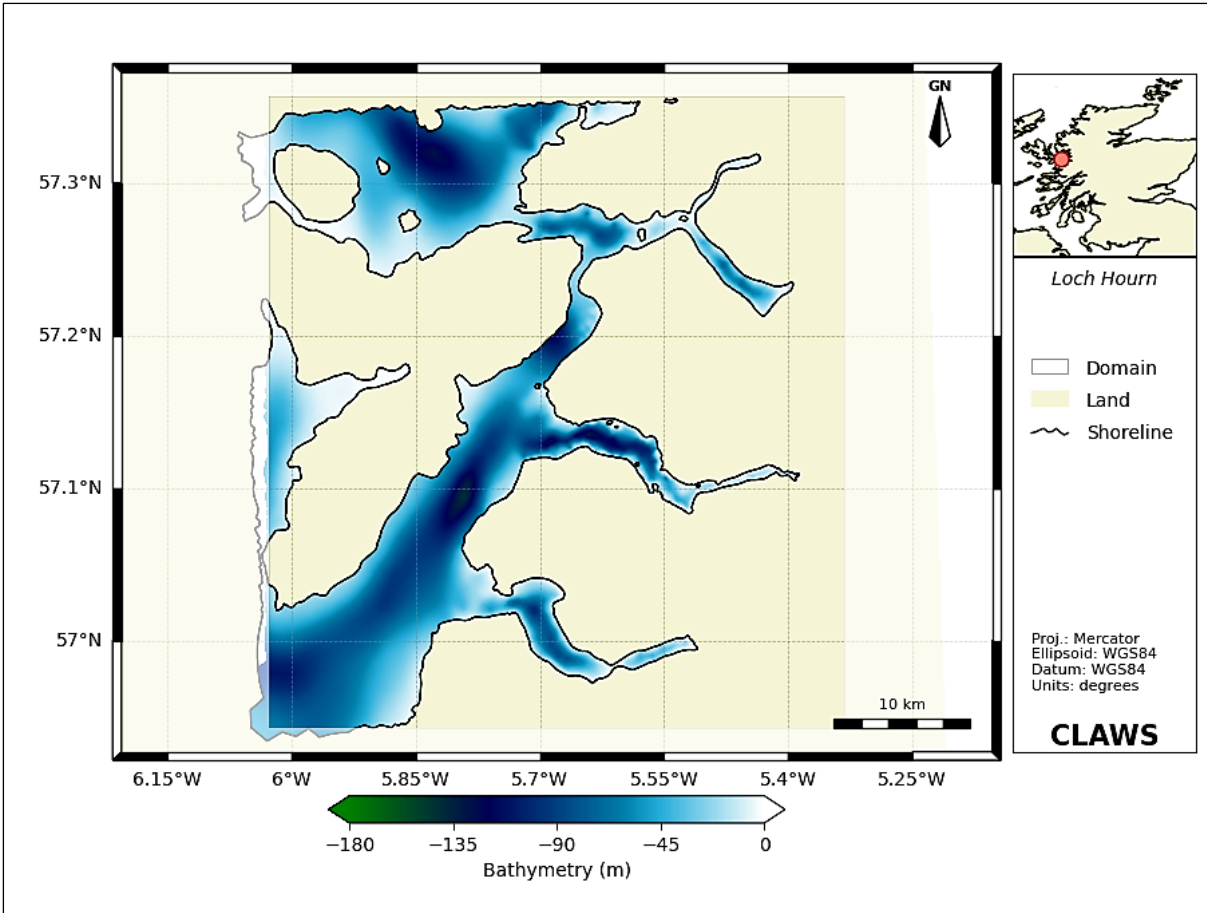 GN
57.3°N
57.2°N
57.1°N
57°N
6.15°W 6°W 5.85°W 5.7°W 5.55°W 5.4°W 5.25°W
10 km
−180 −135 −90 −45 0
Bathymetry (m)
Loch Hourn
Domain
Land
Shoreline
Proj.: Mercator
Ellipsoid: WGS84
Datum: WGS84
Units: degrees
CLAWS